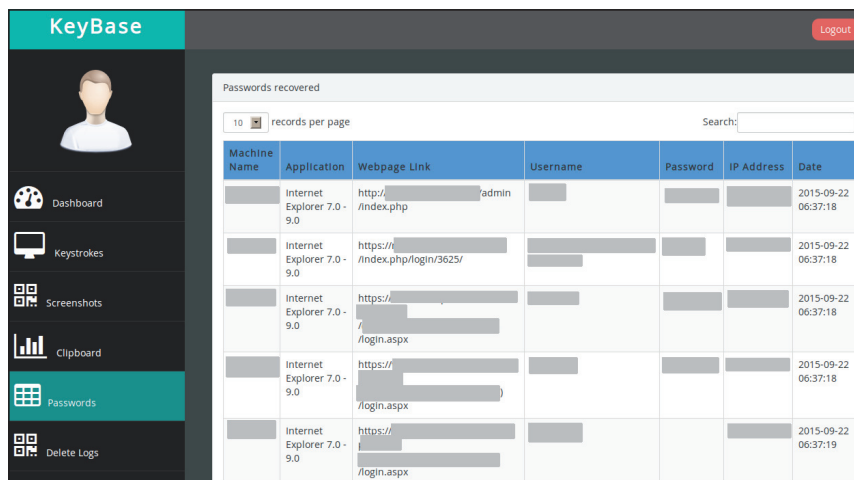 KeyBase
Logout
Dashboard
Keystrokes
Screenshots
Clipboard
Passwords
Delete Logs
Passwords recovered
10 records per page
Search:
Machine Name Application Webpage Link Username Password IP Address Date
Internet Explorer 7.0 - 9.0 http:/ /admin /index.php 2015-09-22 06:37:18
Internet Explorer 7.0 - 9.0 https:// /index.php/login/3625/ 2015-09-22 06:37:18
Internet Explorer 7.0 - 9.0 https:// / /login.aspx 2015-09-22 06:37:18
Internet Explorer 7.0 - 9.0 https:// /login.aspx 2015-09-22 06:37:18
Internet Explorer 7.0 - 9.0 https:// /login.aspx 2015-09-22 06:37:19